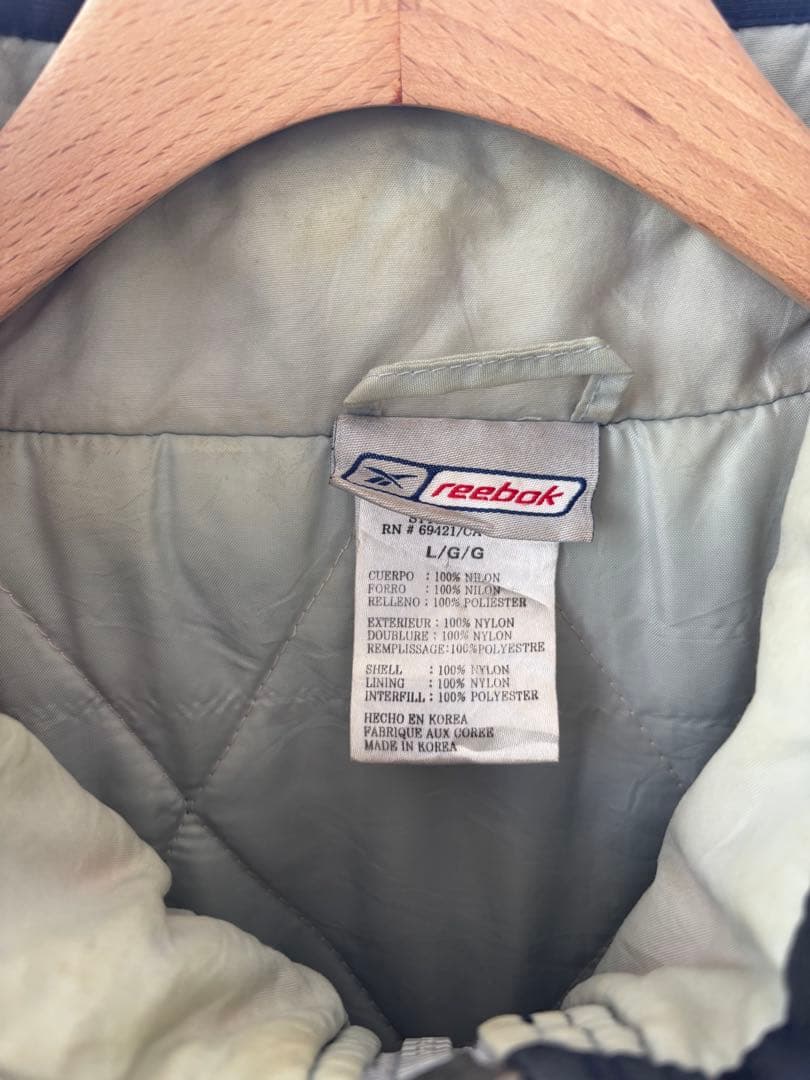 reebok
RN # 69421/CA
L/G/G
CUERPO : 100% NILON
FORRO : 100% NILON
RELLENO : 100% POLIESTER
EXTERIEUR : 100% NYLON
DOUBLURE : 100% NYLON
REMPLISSAGE:100%POLYESTRE
SHELL : 100% NYLON
LINING : 100% NYLON
INTERFILL : 100% POLYESTER
HECHO EN KOREA
FABRIQUE AUX COREE
MADE IN KOREA